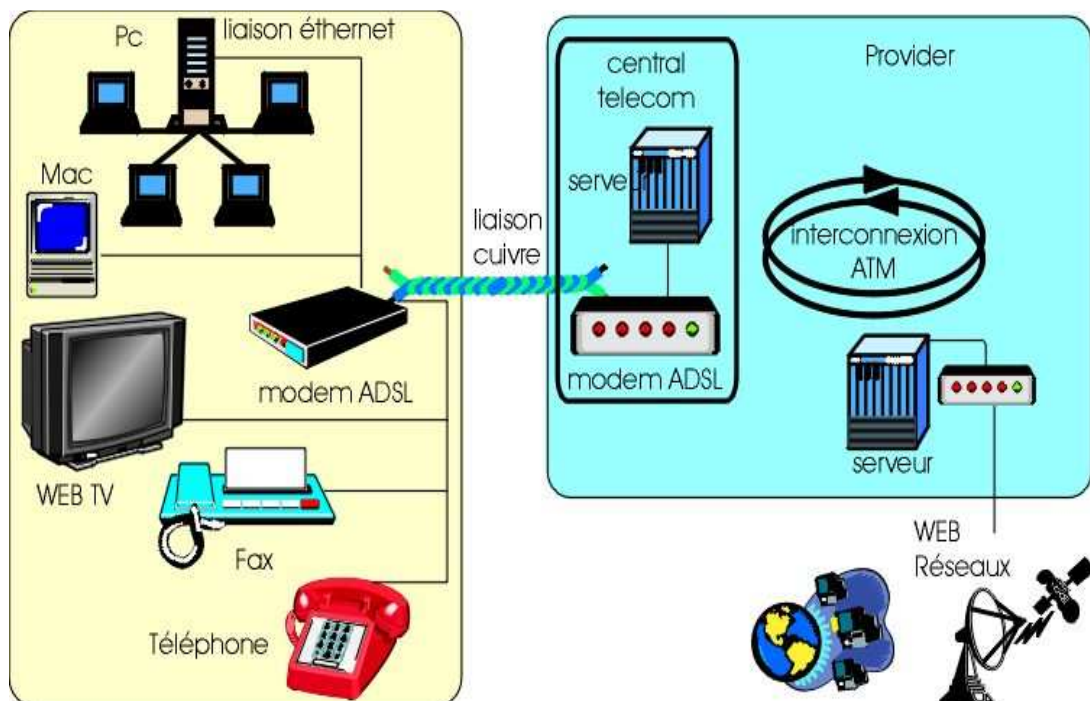 Pc
liaison éthernet
Mac
modem ADSL
WEB TV
Fax
Téléphone
liaison
cuivre
central
telecom
serveur
modem ADSL
Provider
interconnexion
ATM
serveur
WEB
Réseaux